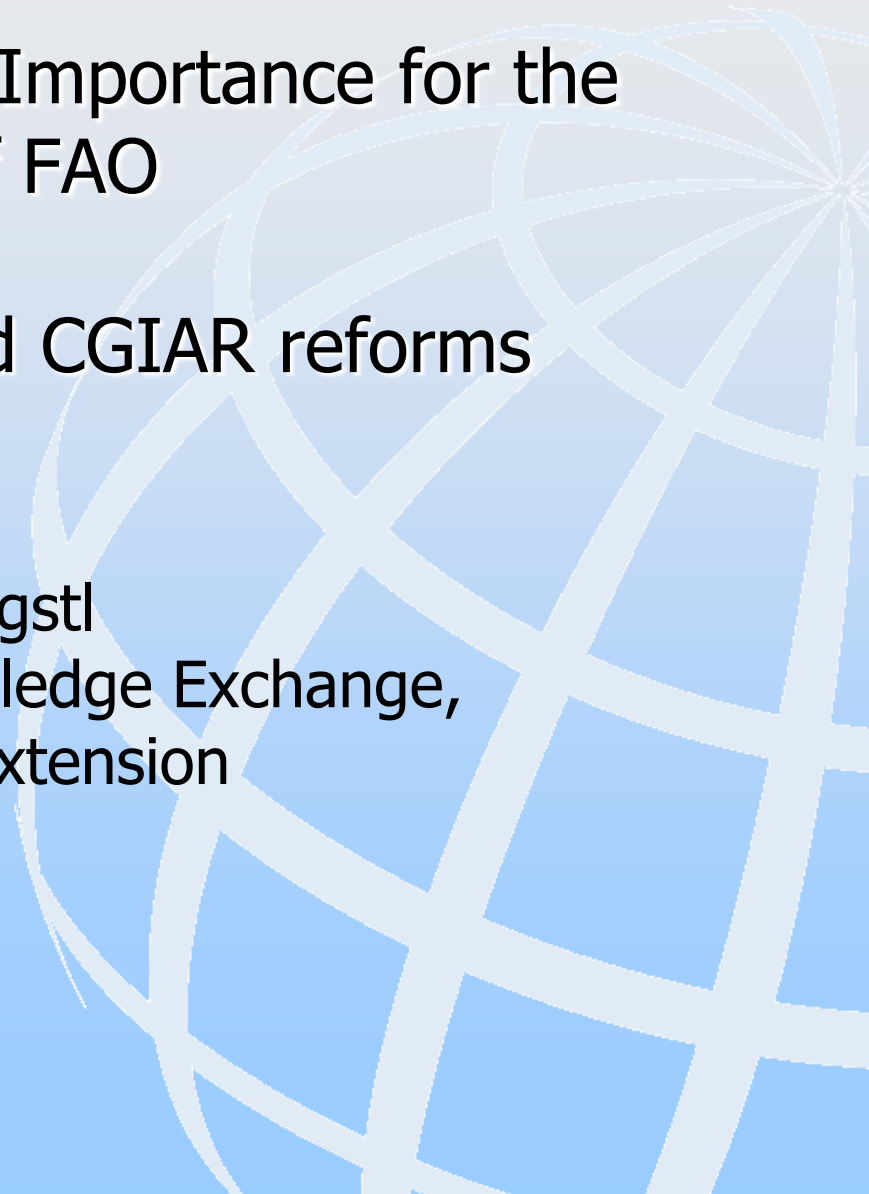 Importance for the
f FAO
d CGIAR reforms
gstl
ledge Exchange,
xtension